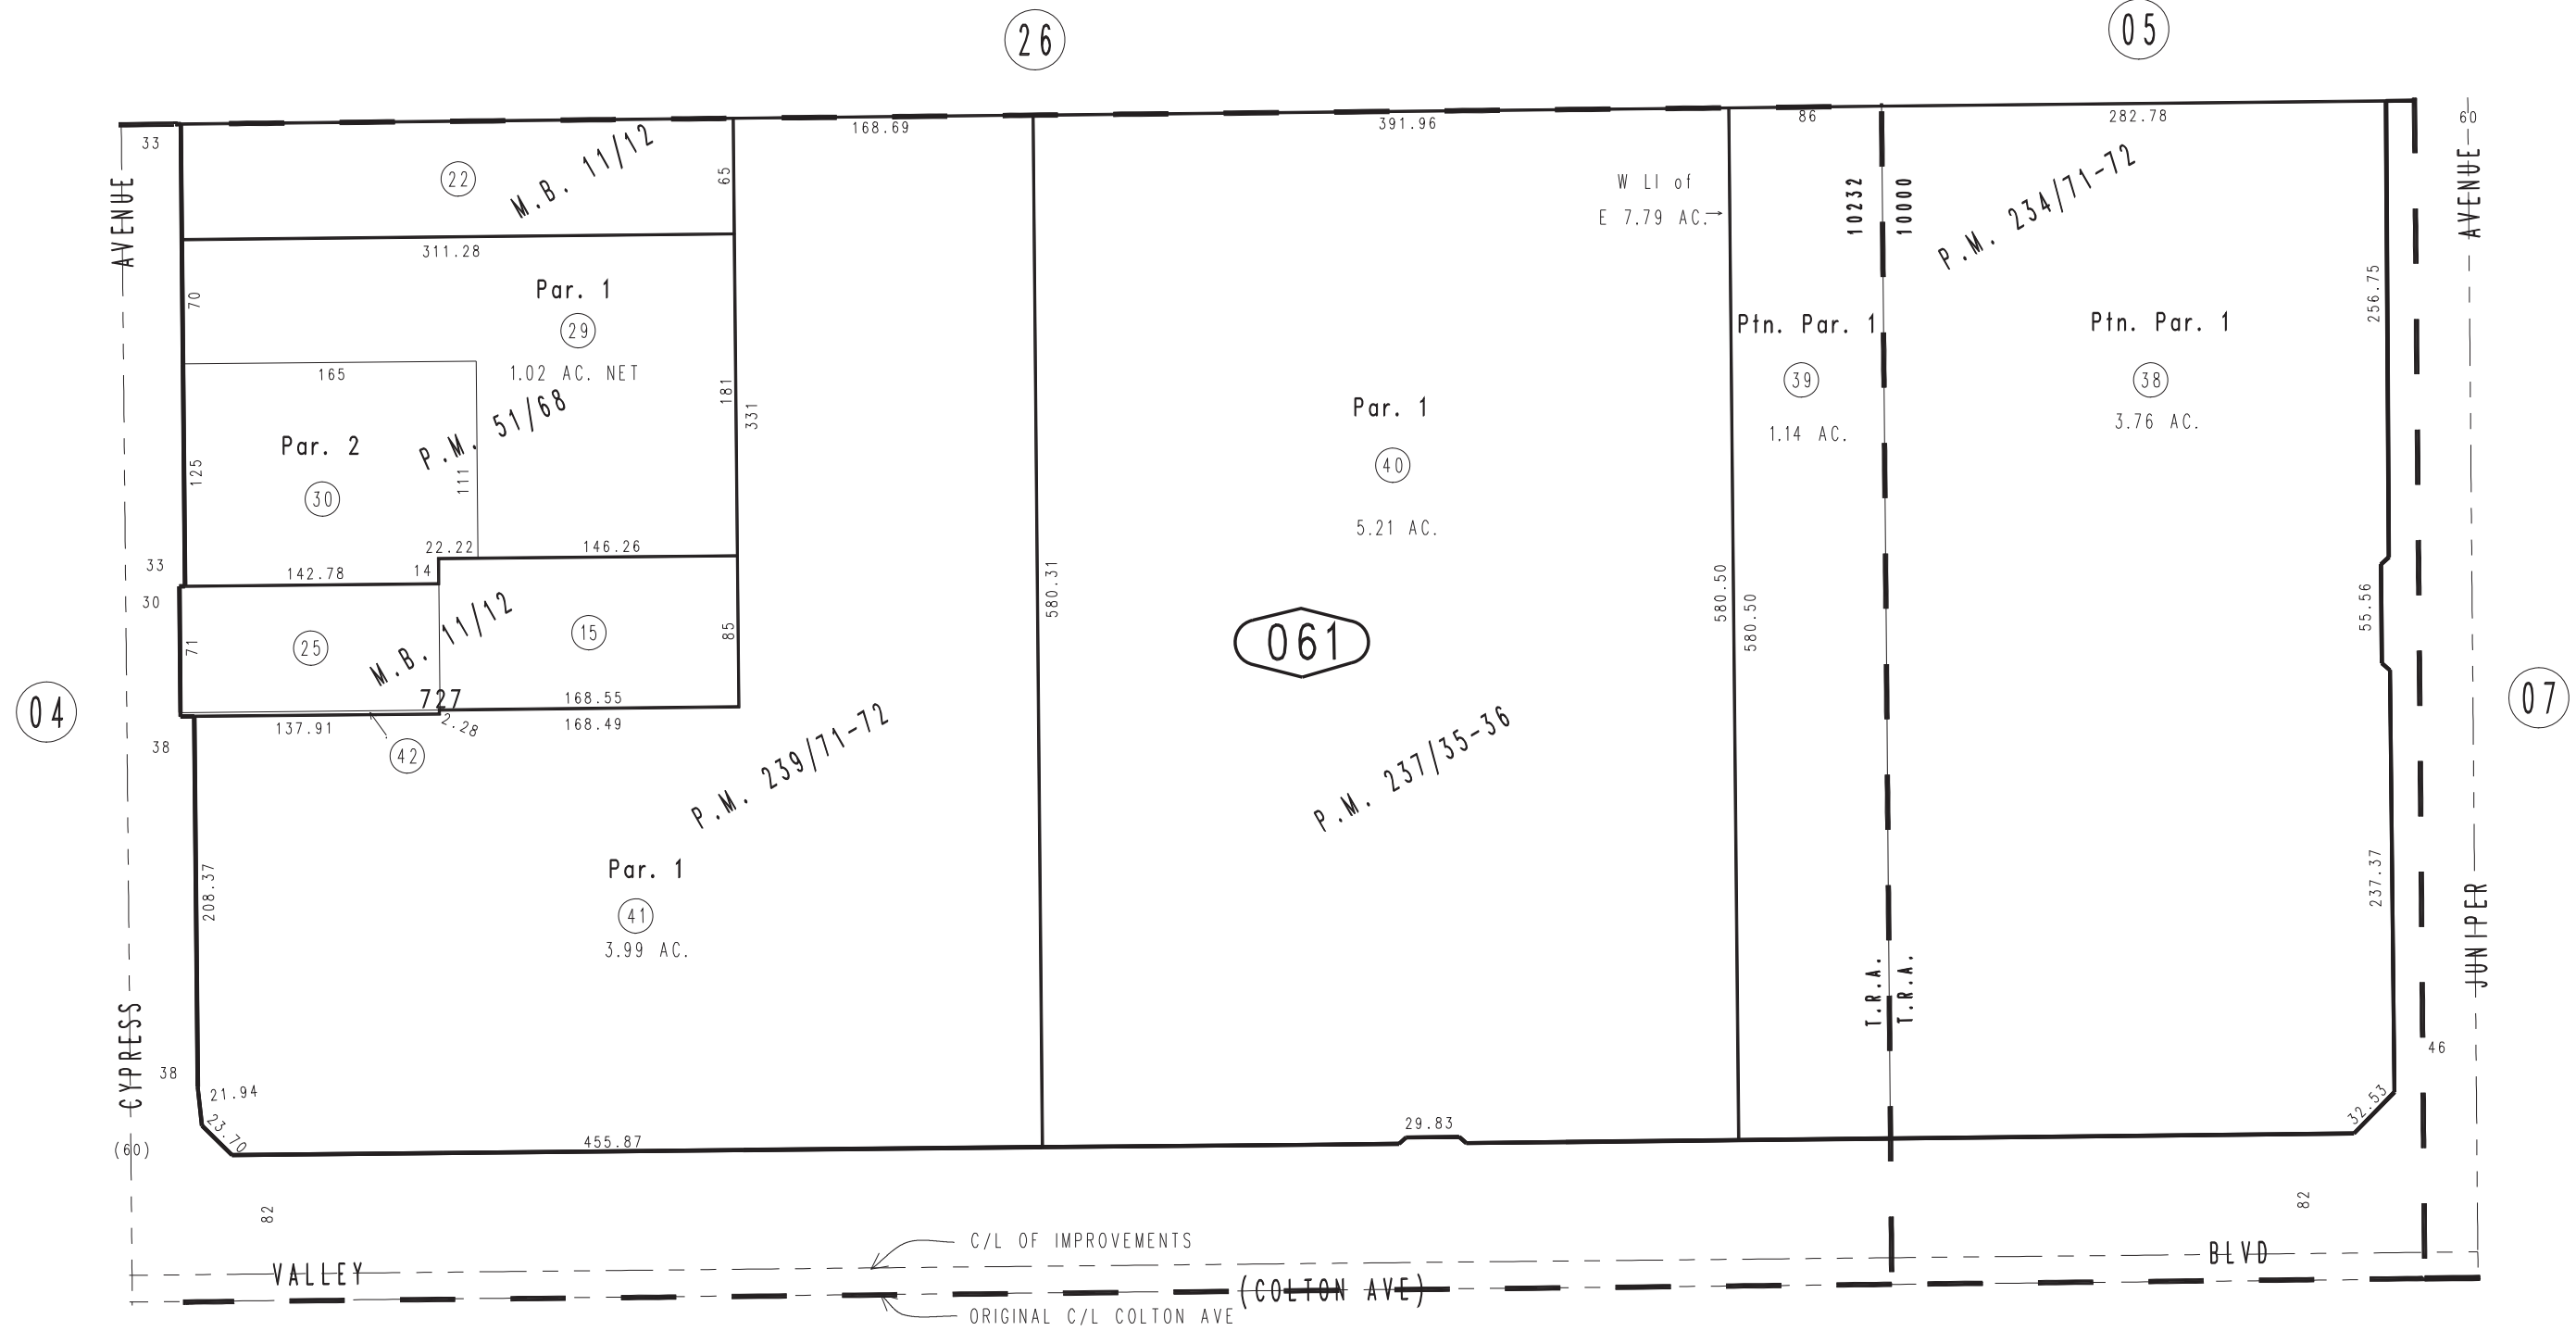 26
05
33
168.69
391.96
86
282.78
60
AVENUE
22
M.B. 11/12
65
W LI of
E 7.79 AC.
10232
10000
P.M. 234/71-72
AVENUE
311.28
70
Par. 1
29
1.02 AC. NET
256.75
Ptn. Par. 1
39
1.14 AC.
Ptn. Par. 1
38
3.76 AC.
165
181
331
Par. 1
40
5.21 AC.
Par. 2
30
P.M. 51/68
125
111
22.22
146.26
33
142.78
14
30
71
25
M.B. 11/12
15
85
580.31
580.50
580.50
55.56
061
727
168.55
04
07
137.91
2.28
168.49
38
42
P.M. 239/71-72
P.M. 237/35-36
208.37
Par. 1
41
3.99 AC.
237.37
JUNIPER
T.R.A.
T.R.A.
CYPRESS
38
46
21.94
23.70
32.53
29.83
455.87
(60)
82
82
C/L OF IMPROVEMENTS
VALLEY
BLVD
(COLTON AVE)
ORIGINAL C/L COLTON AVE